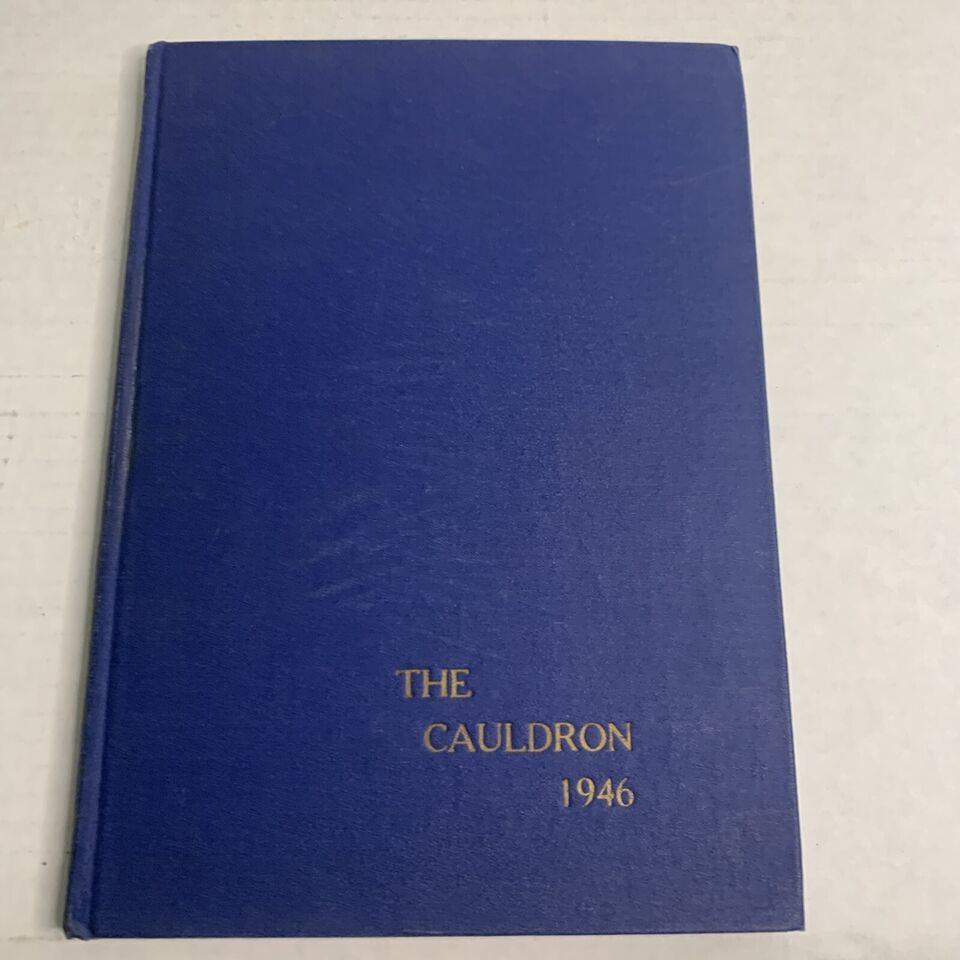 THE
CAULDRON
1946